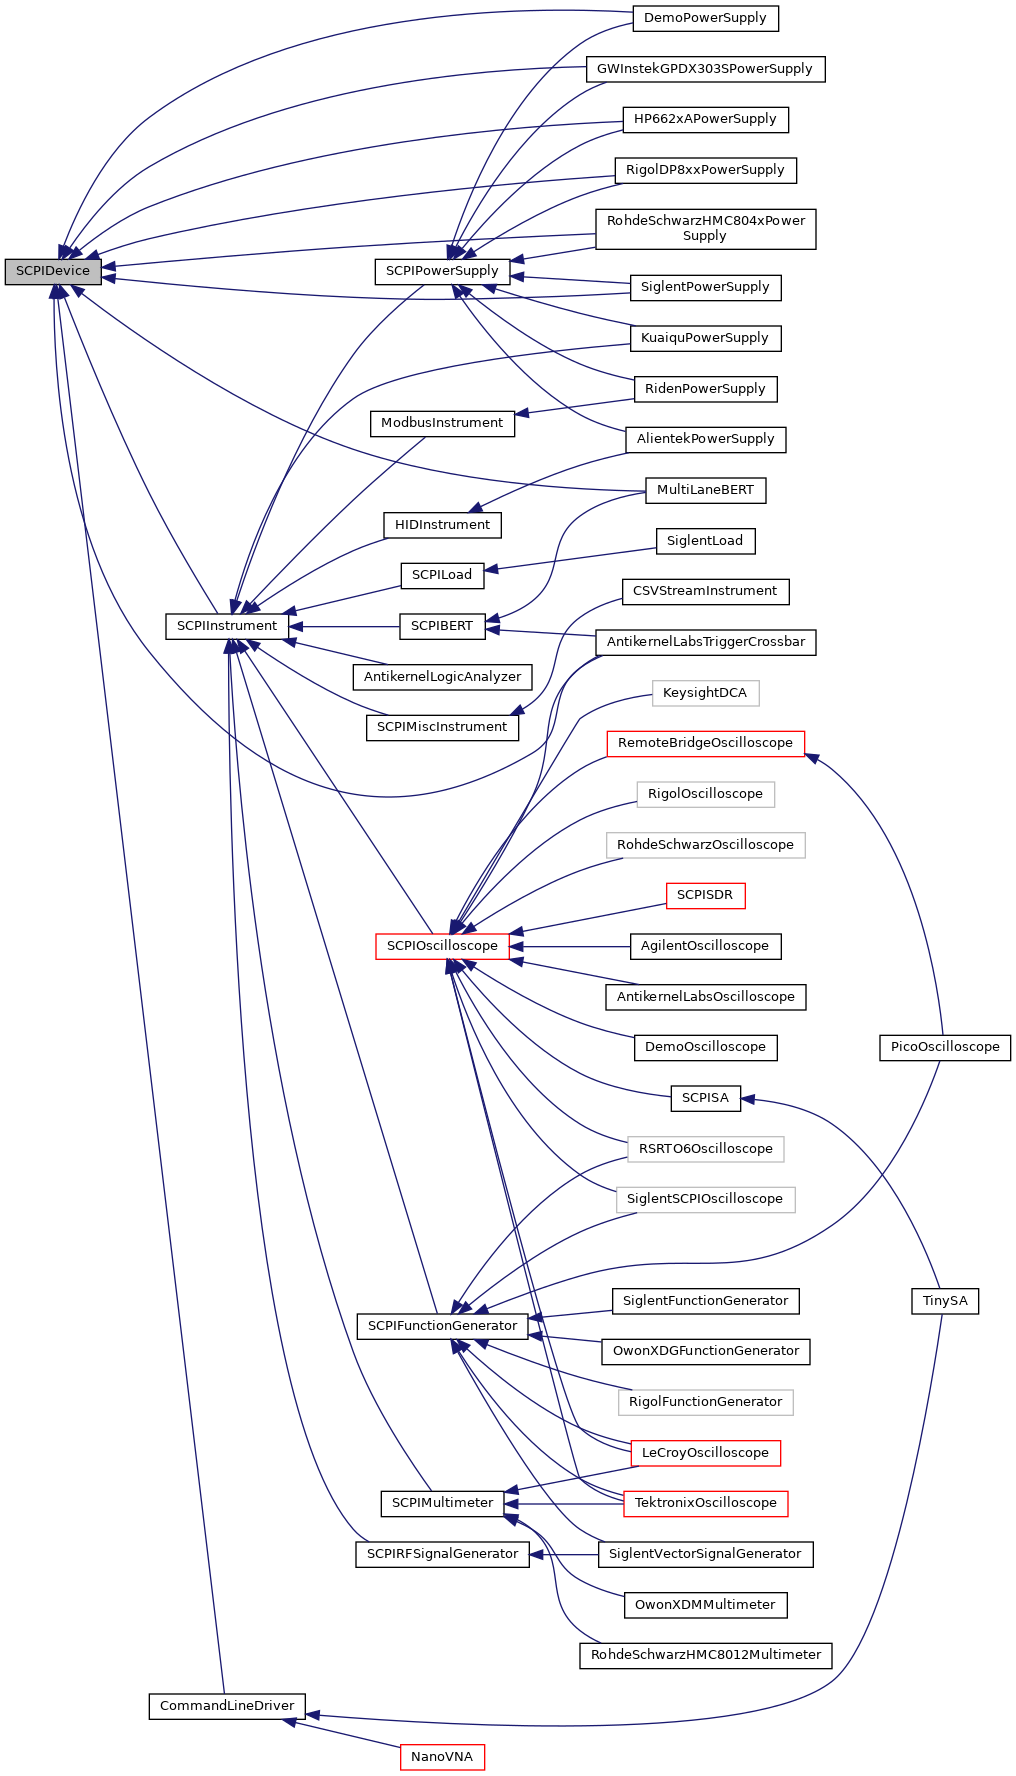 DemoPowerSupply
GWInstekGPDX303SPowerSupply
HP662xAPowerSupply
RigolDP8xxPowerSupply
RohdeSchwarzHMC804xPower
Supply
SCPIDevice
SCPIPowerSupply
SiglentPowerSupply
KuaiquPowerSupply
RidenPowerSupply
ModbusInstrument
AlientekPowerSupply
MultiLaneBERT
HIDInstrument
SiglentLoad
SCPILoad
CSVStreamInstrument
SCPIInstrument
SCPIBERT
AntikernelLabsTriggerCrossbar
AntikernelLogicAnalyzer
KeysightDCA
SCPIMiscInstrument
RemoteBridgeOscilloscope
RigolOscilloscope
RohdeSchwarzOscilloscope
SCPISDR
SCPIOscilloscope
AgilentOscilloscope
AntikernelLabsOscilloscope
DemoOscilloscope
PicoOscilloscope
SCPISA
RSRTO6Oscilloscope
SiglentSCPIOscilloscope
SiglentFunctionGenerator
TinySA
SCPIFunctionGenerator
OwonXDGFunctionGenerator
RigolFunctionGenerator
LeCroyOscilloscope
SCPIMultimeter
TektronixOscilloscope
SCPIRFSignalGenerator
SiglentVectorSignalGenerator
OwonXDMMultimeter
RohdeSchwarzHMC8012Multimeter
CommandLineDriver
NanoVNA